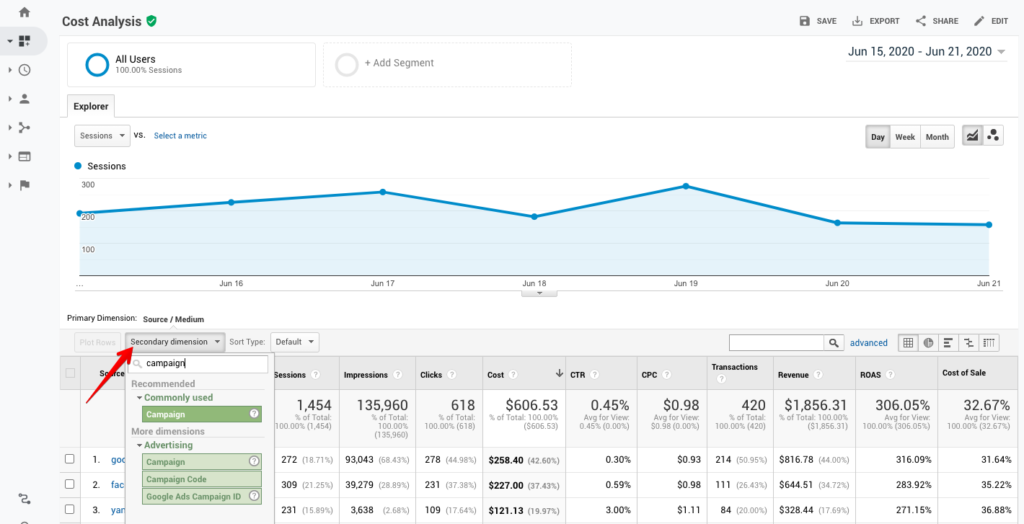 Cost Analysis
SAVE
EXPORT
SHARE
EDIT
All Users
100.00% Sessions
+ Add Segment
Jun 15, 2020 - Jun 21, 2020
Explorer
Sessions
VS.
Select a metric
Day
Week
Month
Sessions
300
200
100
...
Jun 16
Jun 17
Jun 18
Jun 19
Jun 20
Jun 21
Primary Dimension:
Source / Medium
Plot Rows
Secondary dimension
Sort Type:
Default
advanced
campaign
Recommended
Commonly used
Campaign
More dimensions
Advertising
Campaign
Campaign Code
Google Ads Campaign ID
Sourc
Sessions
Impressions
Clicks
Cost
CTR
CPC
Transactions
Revenue
ROAS
Cost of Sale
1,454
% of Total:
100.00% (1,454)
135,960
% of Total:
100.00%
(135,960)
618
% of Total:
100.00% (618)
$606.53
% of Total: 100.00%
($606.53)
0.45%
Avg for View:
0.45% (0.00%)
$0.98
Avg for View:
$0.98 (0.00%)
420
% of Total:
100.00% (420)
$1,856.31
% of Total: 100.00%
($1,856.31)
306.05%
Avg for View:
306.05% (0.00%)
32.67%
Avg for View:
32.67% (0.00%)
1. goo
272 (18.71%)
93,043 (68.43%)
278 (44.98%)
$258.40 (42.60%)
0.30%
$0.93
214 (50.95%)
$816.78 (44.00%)
316.09%
31.64%
2. fac
309 (21.25%)
39,279 (28.89%)
231 (37.38%)
$227.00 (37.43%)
0.59%
$0.98
111 (26.43%)
$644.51 (34.72%)
283.92%
35.22%
3. yan
231 (15.89%)
3,638 (2.68%)
109 (17.64%)
$121.13 (19.97%)
3.00%
$1.11
84 (20.00%)
$328.44 (17.69%)
271.15%
36.88%